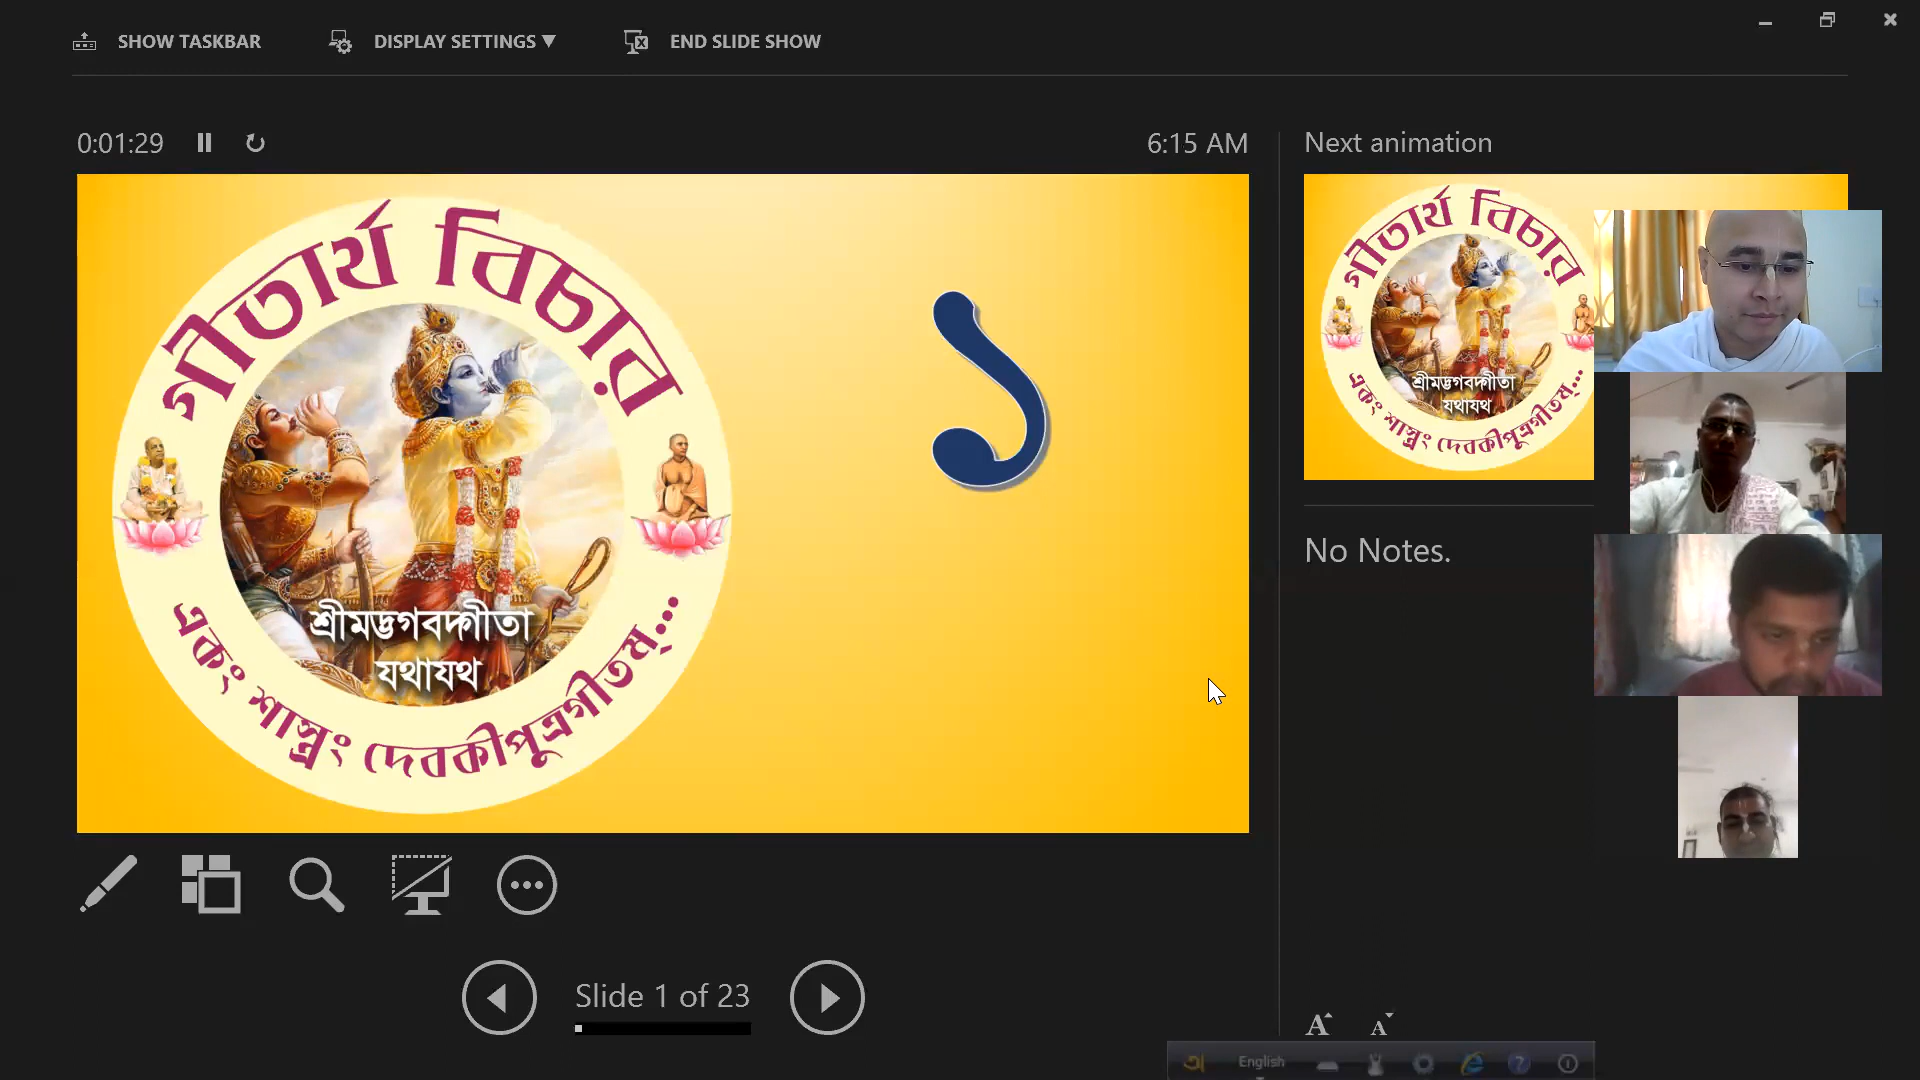 SHOW TASKBAR
DISPLAY SETTINGS ▼
END SLIDE SHOW
0:01:29
6:15 AM
Next animation
গীতার্থ বিচার
১
শ্রীমদ্ভগবদ্গীতা
যথাযথ
একং শাস্ত্রং দেবকীপুত্রগীতম্...
গীতার্থ বিচার
শ্রীমদ্ভগবদ্গীতা
যথাযথ
একং শাস্ত্রং দেবকীপুত্রগীতম্...
No Notes.
Slide 1 of 23
A A
অ English